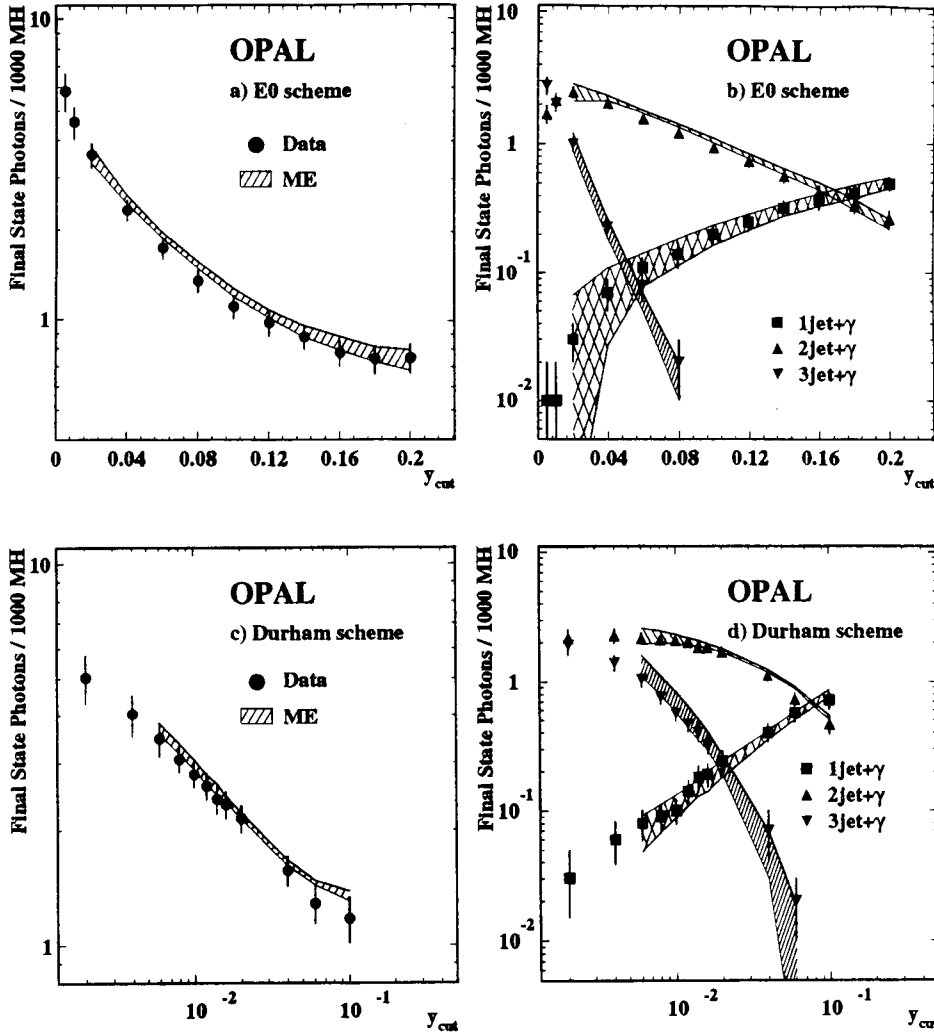 Final State Photons / 1000 MH
10
1
OPAL
a) E0 scheme
Data
ME
0 0.04 0.08 0.12 0.16 0.2
y_cut
Final State Photons / 1000 MH
10
1
10^-1
10^-2
OPAL
b) E0 scheme
1jet+γ
2jet+γ
3jet+γ
0 0.04 0.08 0.12 0.16 0.2
y_cut
Final State Photons / 1000 MH
10
1
OPAL
c) Durham scheme
Data
ME
10^-2 10^-1
y_cut
Final State Photons / 1000 MH
10
1
10^-1
10^-2
OPAL
d) Durham scheme
1jet+γ
2jet+γ
3jet+γ
10^-2 10^-1
y_cut